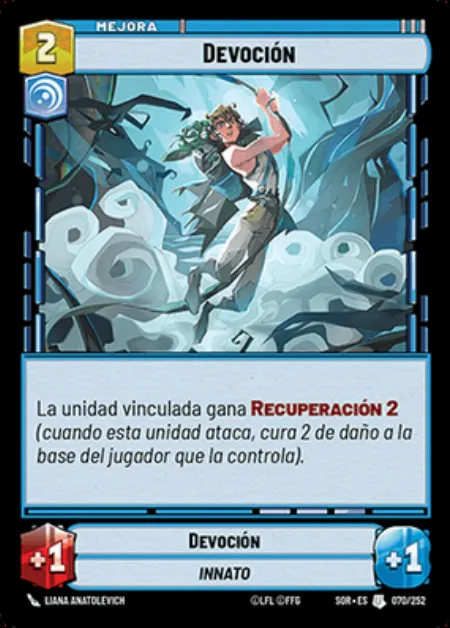 MEJORA
2
DEVOCIÓN
La unidad vinculada gana RECUPERACIÓN 2
(cuando esta unidad ataca, cura 2 de daño a la
base del jugador que la controla).
+1
DEVOCIÓN
+1
INNATO
LIANA ANATOLEVICH
©LFL ©FFG
SOR•ES
070/252